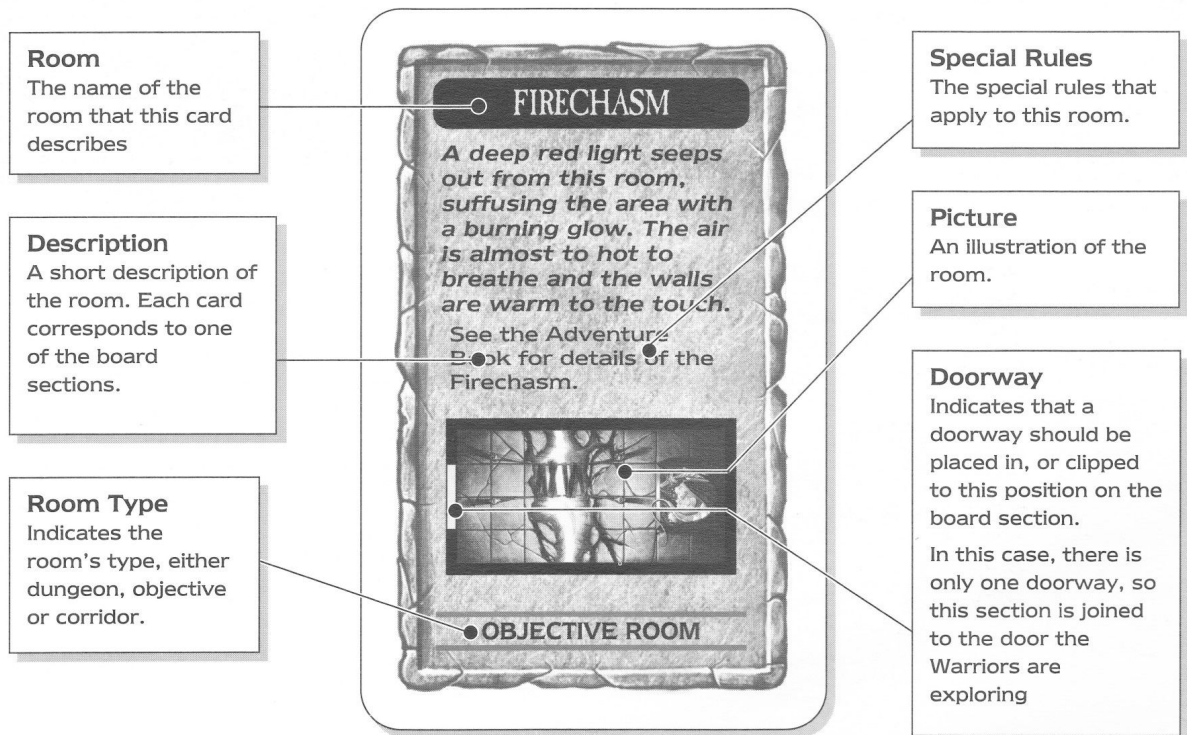 Room
The name of the
room that this card
describes
Description
A short description of
the room. Each card
corresponds to one
of the board
sections.
Room Type
Indicates the
room's type, either
dungeon, objective
or corridor.
FIRECHASM
A deep red light seeps
out from this room,
suffusing the area with
a burning glow. The air
is almost to hot to
breathe and the walls
are warm to the touch.
See the Adventure
Book for details of the
Firechasm.
OBJECTIVE ROOM
Special Rules
The special rules that
apply to this room.
Picture
An illustration of the
room.
Doorway
Indicates that a
doorway should be
placed in, or clipped
to this position on the
board section.
In this case, there is
only one doorway, so
this section is joined
to the door the
Warriors are
exploring